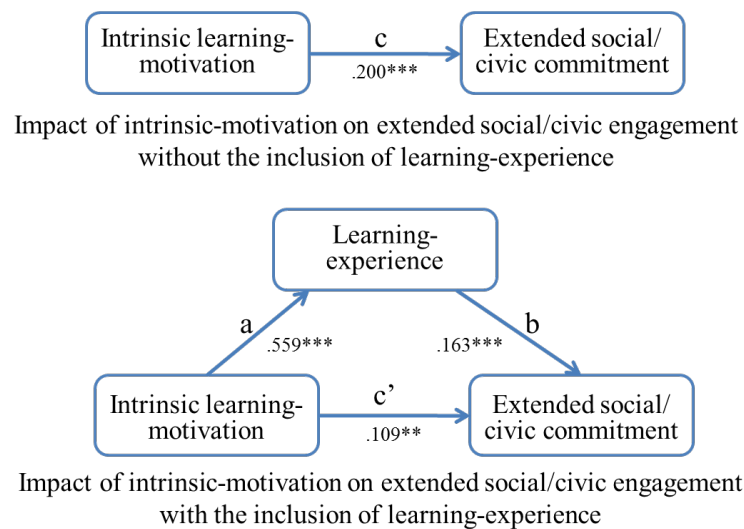 Intrinsic learning-
motivation
c
.200***
Extended social/
civic commitment
Impact of intrinsic-motivation on extended social/civic engagement
without the inclusion of learning-experience
Learning-
experience
a
.559***
.163***
b
Intrinsic learning-
motivation
c’
.109**
Extended social/
civic commitment
Impact of intrinsic-motivation on extended social/civic engagement
with the inclusion of learning-experience